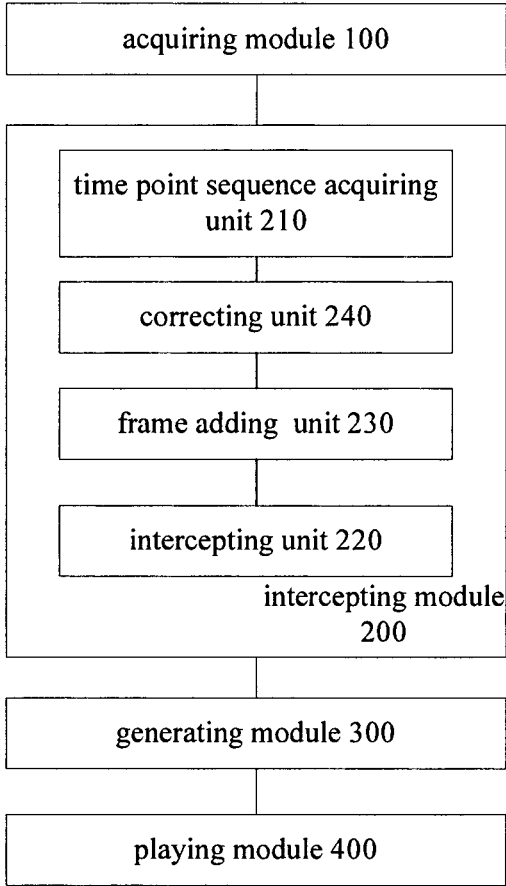 acquiring module 100
time point sequence acquiring
unit 210
correcting unit 240
frame adding unit 230
intercepting unit 220
intercepting module
200
generating module 300
playing module 400